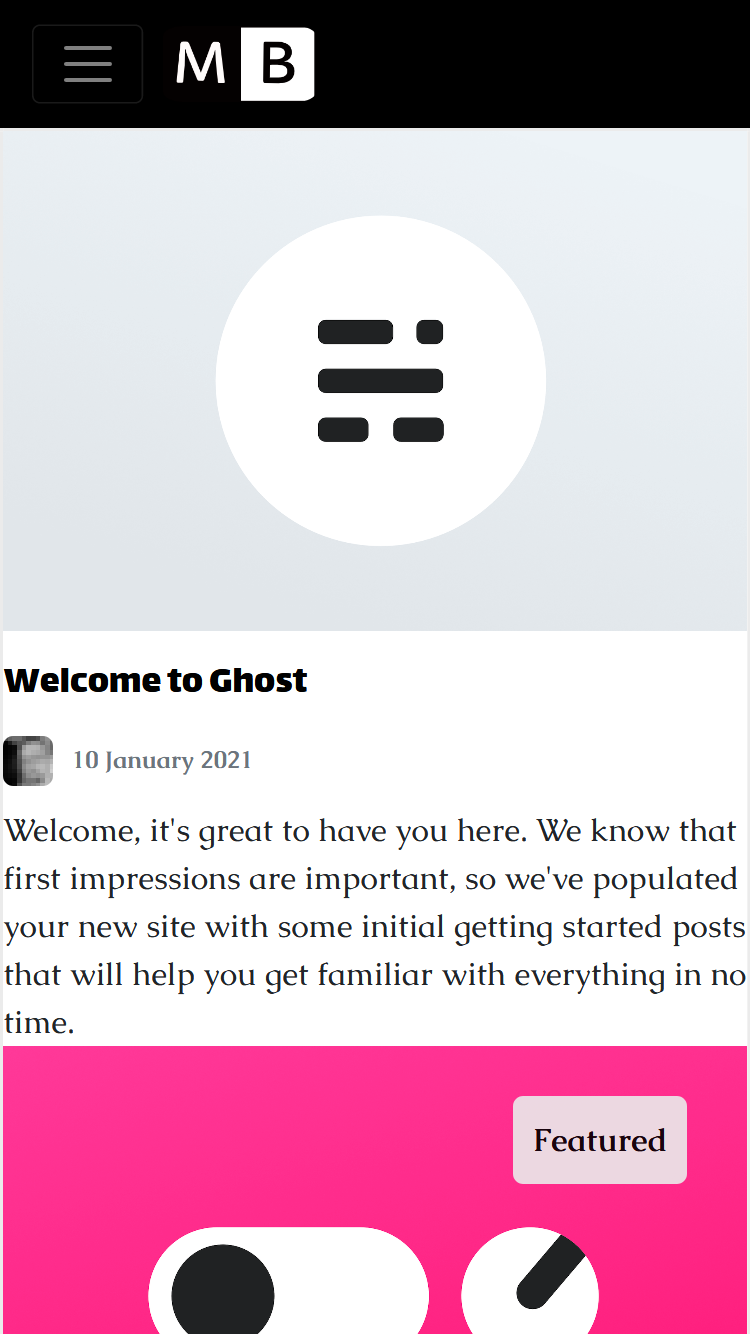 M B
Welcome to Ghost
10 January 2021
Welcome, it's great to have you here. We know that
first impressions are important, so we've populated
your new site with some initial getting started posts
that will help you get familiar with everything in no
time.
Featured